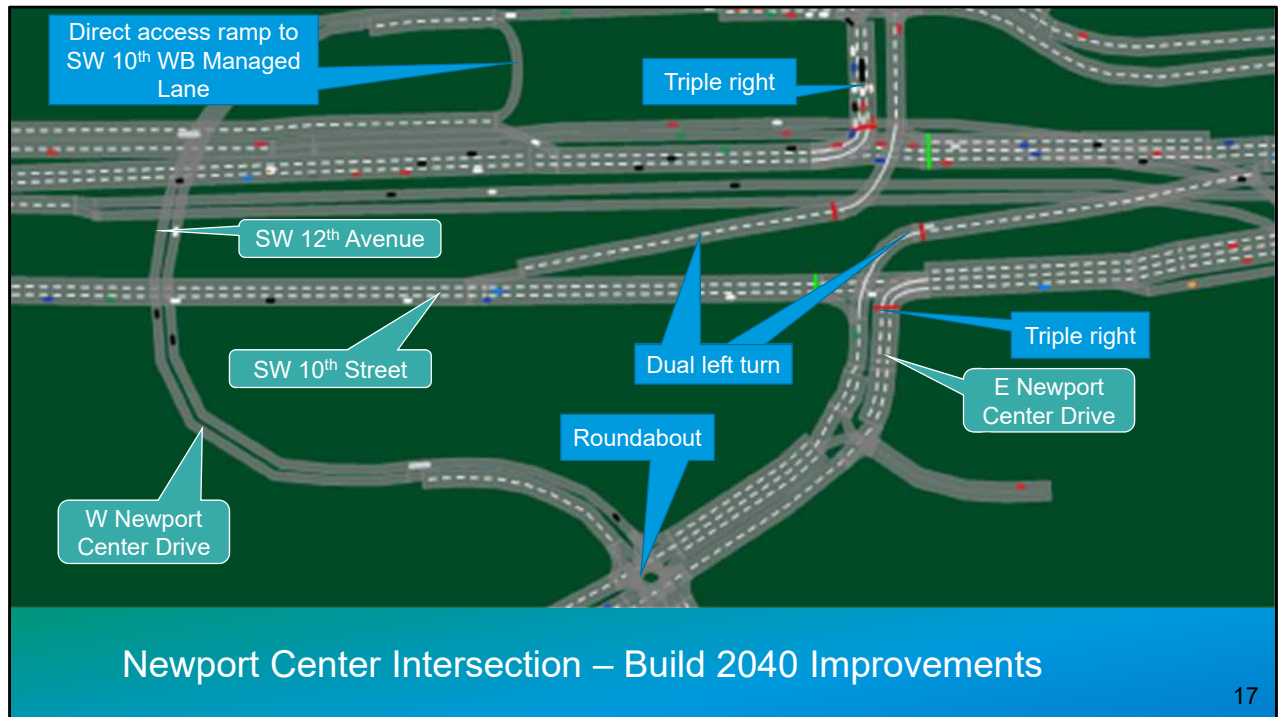 Direct access ramp to
SW 10th WB Managed
Lane
Triple right
SW 12th Avenue
SW 10th Street
Dual left turn
Triple right
E Newport
Center Drive
Roundabout
W Newport
Center Drive
Newport Center Intersection – Build 2040 Improvements
17